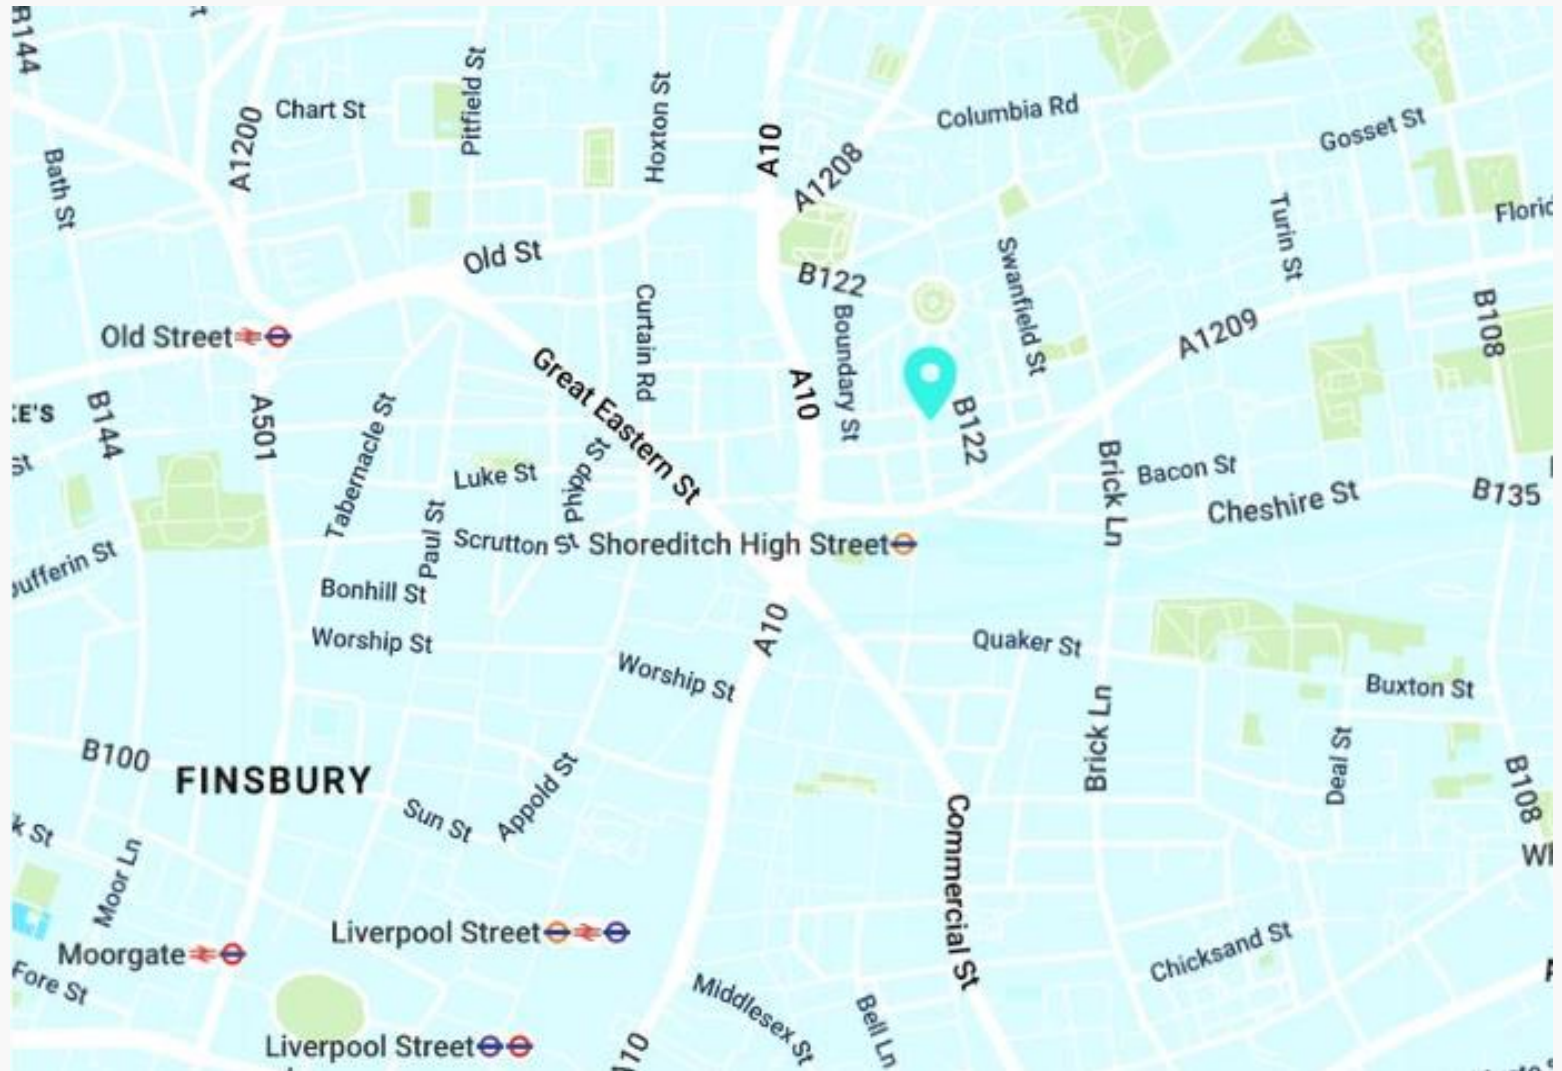 B144
A1200
Chart St
Pitfield St
Hoxton St
A10
A1208
Columbia Rd
Gosset St
Bath St
Turin St
Old St
B122
Swanfield St
Old Street
Curtain Rd
Boundary St
A1209
B108
Great Eastern St
A10
B144
A501
Tabernacle St
B122
Brick Ln
Bacon St
Cheshire St
B135
St
Luke St
Phipp St
Paul St
Scrutton St
Shoreditch High Street
Bonhill St
Worship St
A10
Quaker St
Worship St
Buxton St
Brick Ln
Deal St
B100
FINSBURY
B108
Appold St
Sun St
Commercial St
Moor Ln
Liverpool Street
Chicksand St
Moorgate
Fore St
Middlesex St
Bell Ln
Liverpool Street